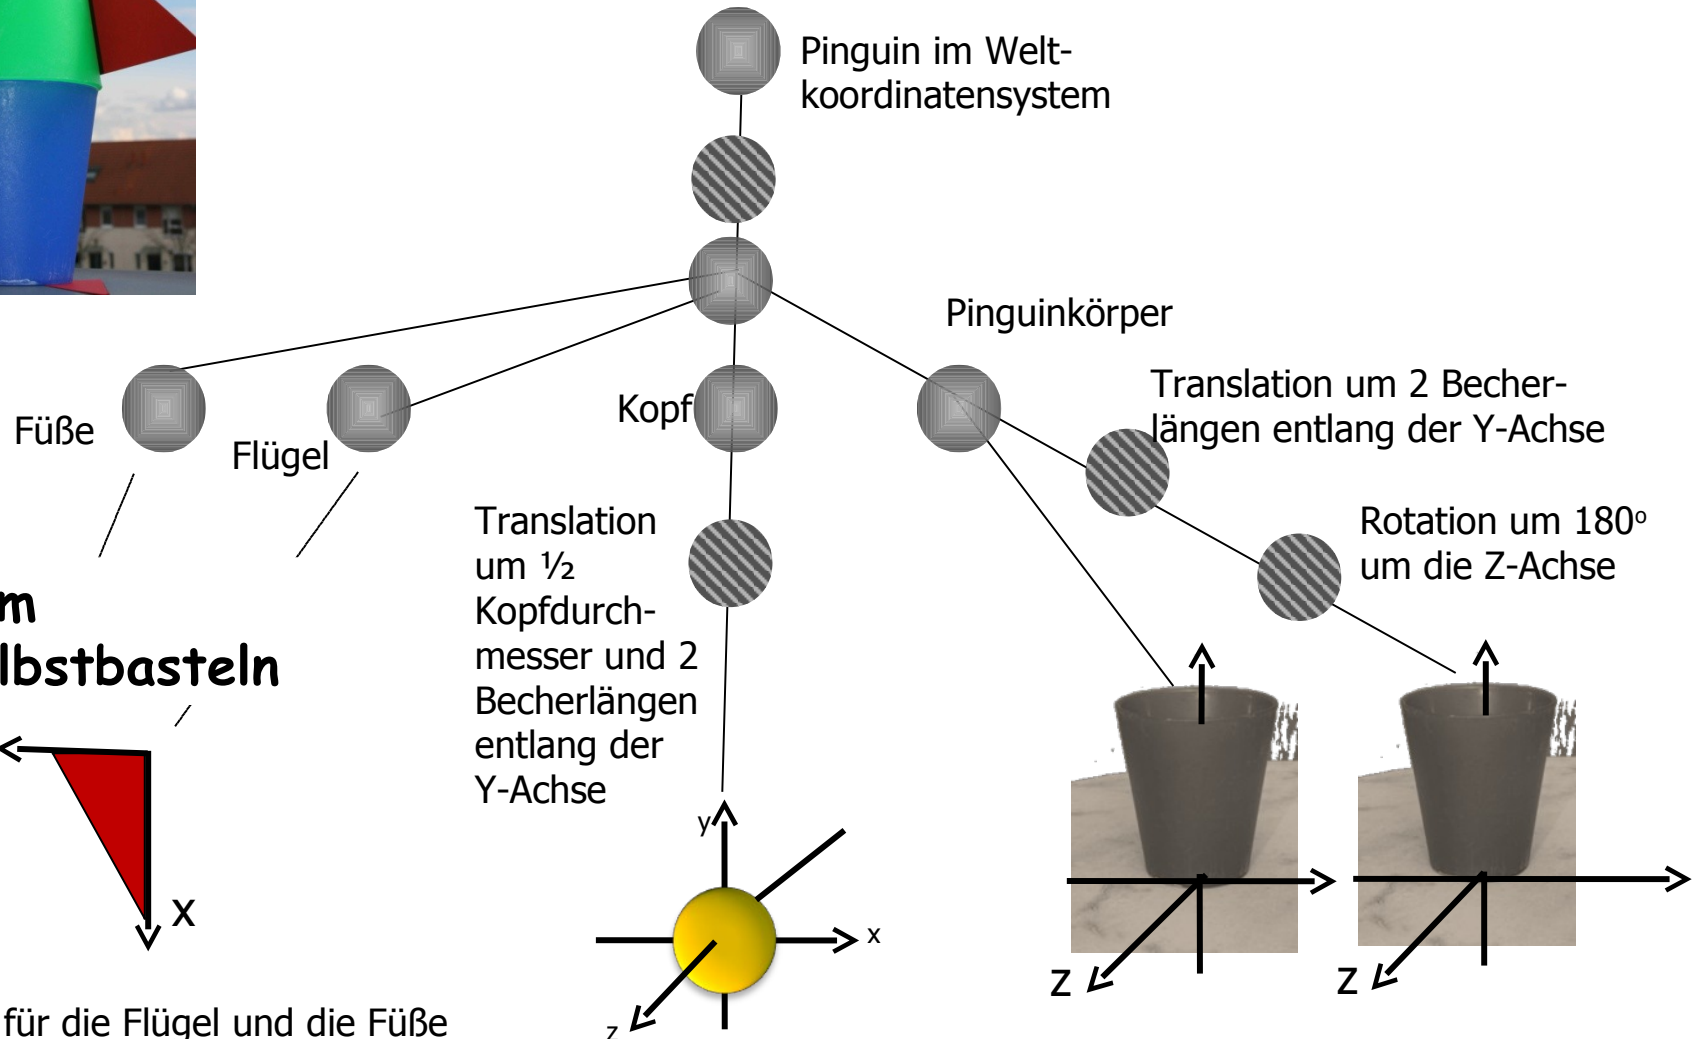 Pinguin im Welt-
koordinatensystem
Pinguinkörper
Translation um 2 Becher-
längen entlang der Y-Achse
Kopf
Füße
Flügel
Translation
um ½
Kopfdurch-
messer und 2
Becherlängen
entlang der
Y-Achse
Rotation um 180º
um die Z-Achse
m
lbstbasteln
x
y
x
z
z
z
für die Flügel und die Füße